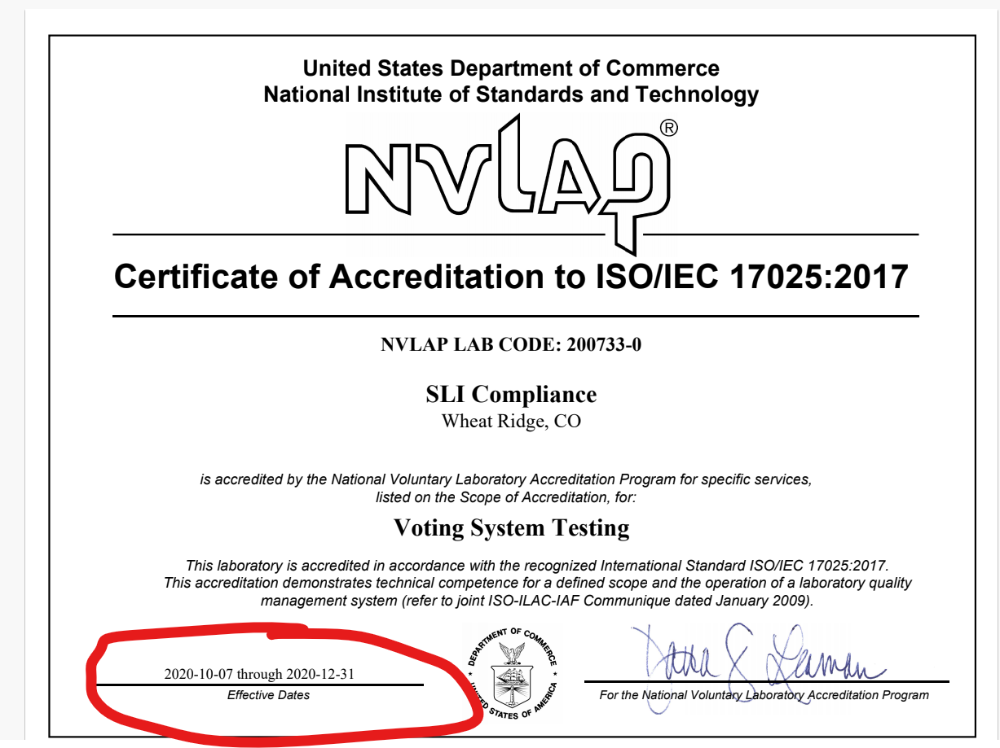 United States Department of Commerce
National Institute of Standards and Technology
NVLAP®
Certificate of Accreditation to ISO/IEC 17025:2017
NVLAP LAB CODE: 200733-0
SLI Compliance
Wheat Ridge, CO
is accredited by the National Voluntary Laboratory Accreditation Program for specific services,
listed on the Scope of Accreditation, for:
Voting System Testing
This laboratory is accredited in accordance with the recognized International Standard ISO/IEC 17025:2017.
This accreditation demonstrates technical competence for a defined scope and the operation of a laboratory quality
management system (refer to joint ISO-ILAC-IAF Communique dated January 2009).
2020-10-07 through 2020-12-31
Effective Dates
DEPARTMENT OF COMMERCE
UNITED STATES OF AMERICA
Dana S. Leaman
For the National Voluntary Laboratory Accreditation Program